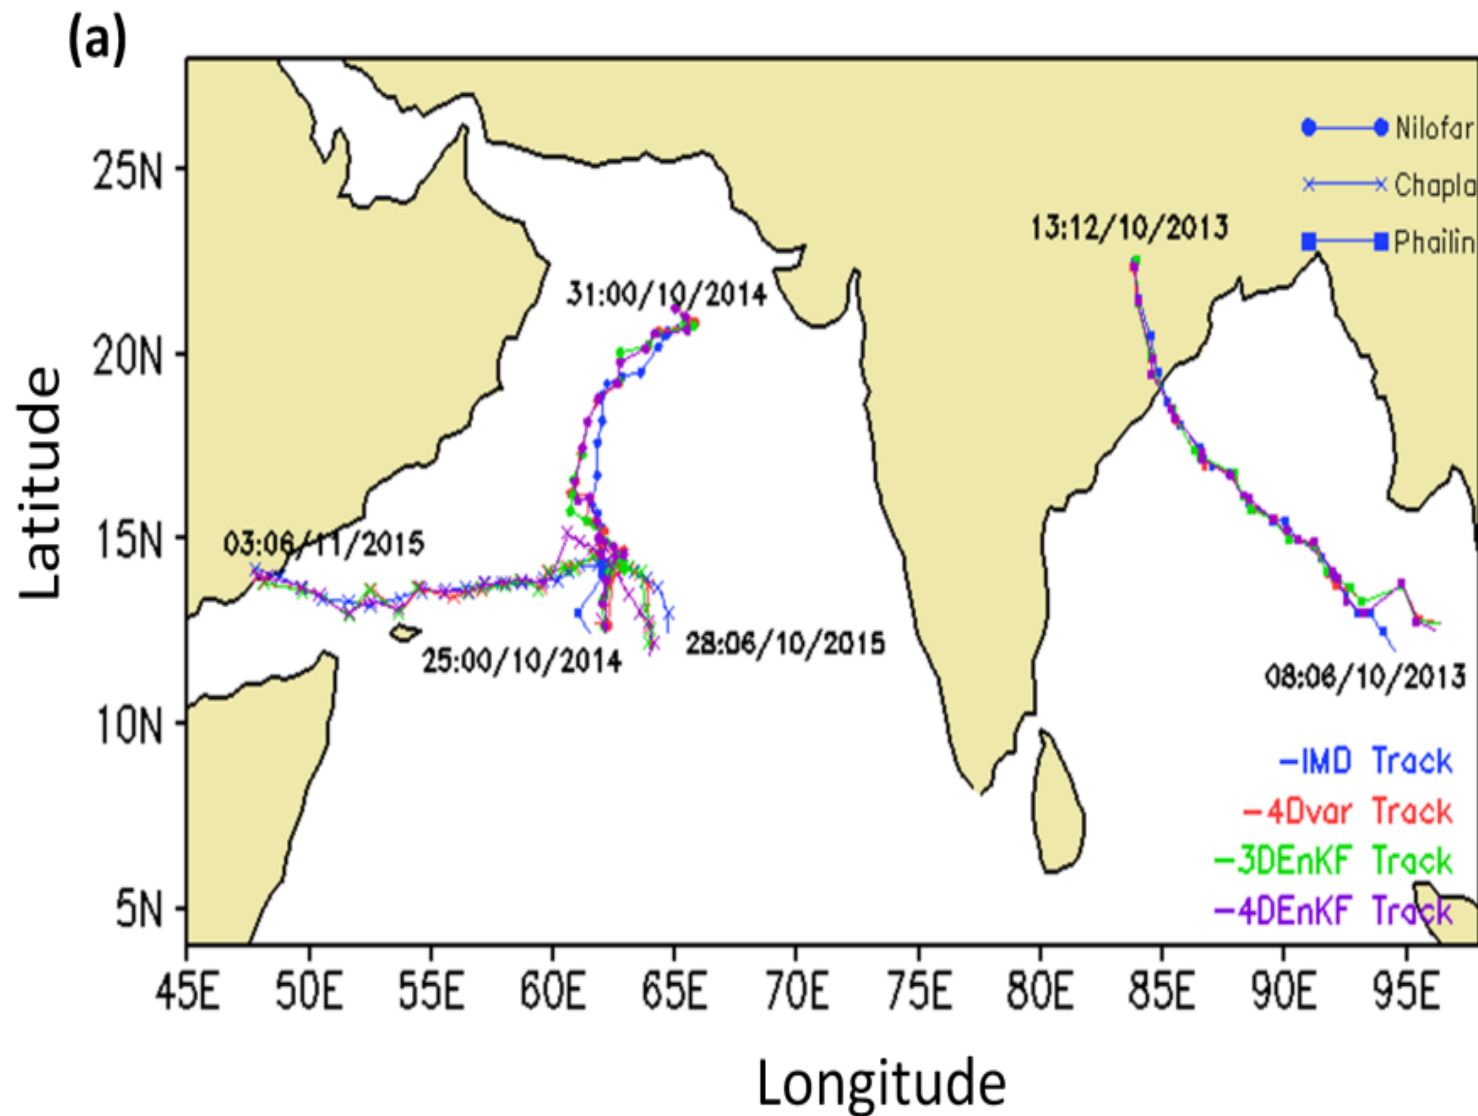 (a)
Nilofar
Chapla
Phailin
25N
20N
15N
10N
5N
Latitude
13:12/10/2013
31:00/10/2014
03:06/11/2015
25:00/10/2014
28:06/10/2015
08:06/10/2013
-IMD Track
-4Dvar Track
-3DEnKF Track
-4DEnKF Track
45E 50E 55E 60E 65E 70E 75E 80E 85E 90E 95E
Longitude